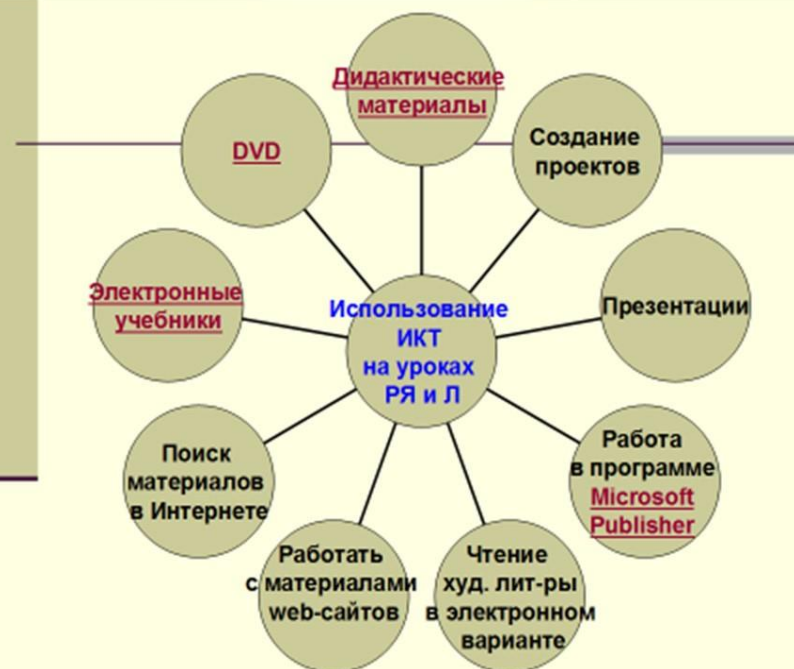 Дидактические
материалы
Создание
проектов
DVD
Презентации
Электронные
учебники
Использование
ИКТ
на уроках
РЯ и Л
Работа
в программе
Microsoft
Publisher
Поиск
материалов
в Интернете
Работать
с материалами
web-сайтов
Чтение
худ. лит-ры
в электронном
варианте